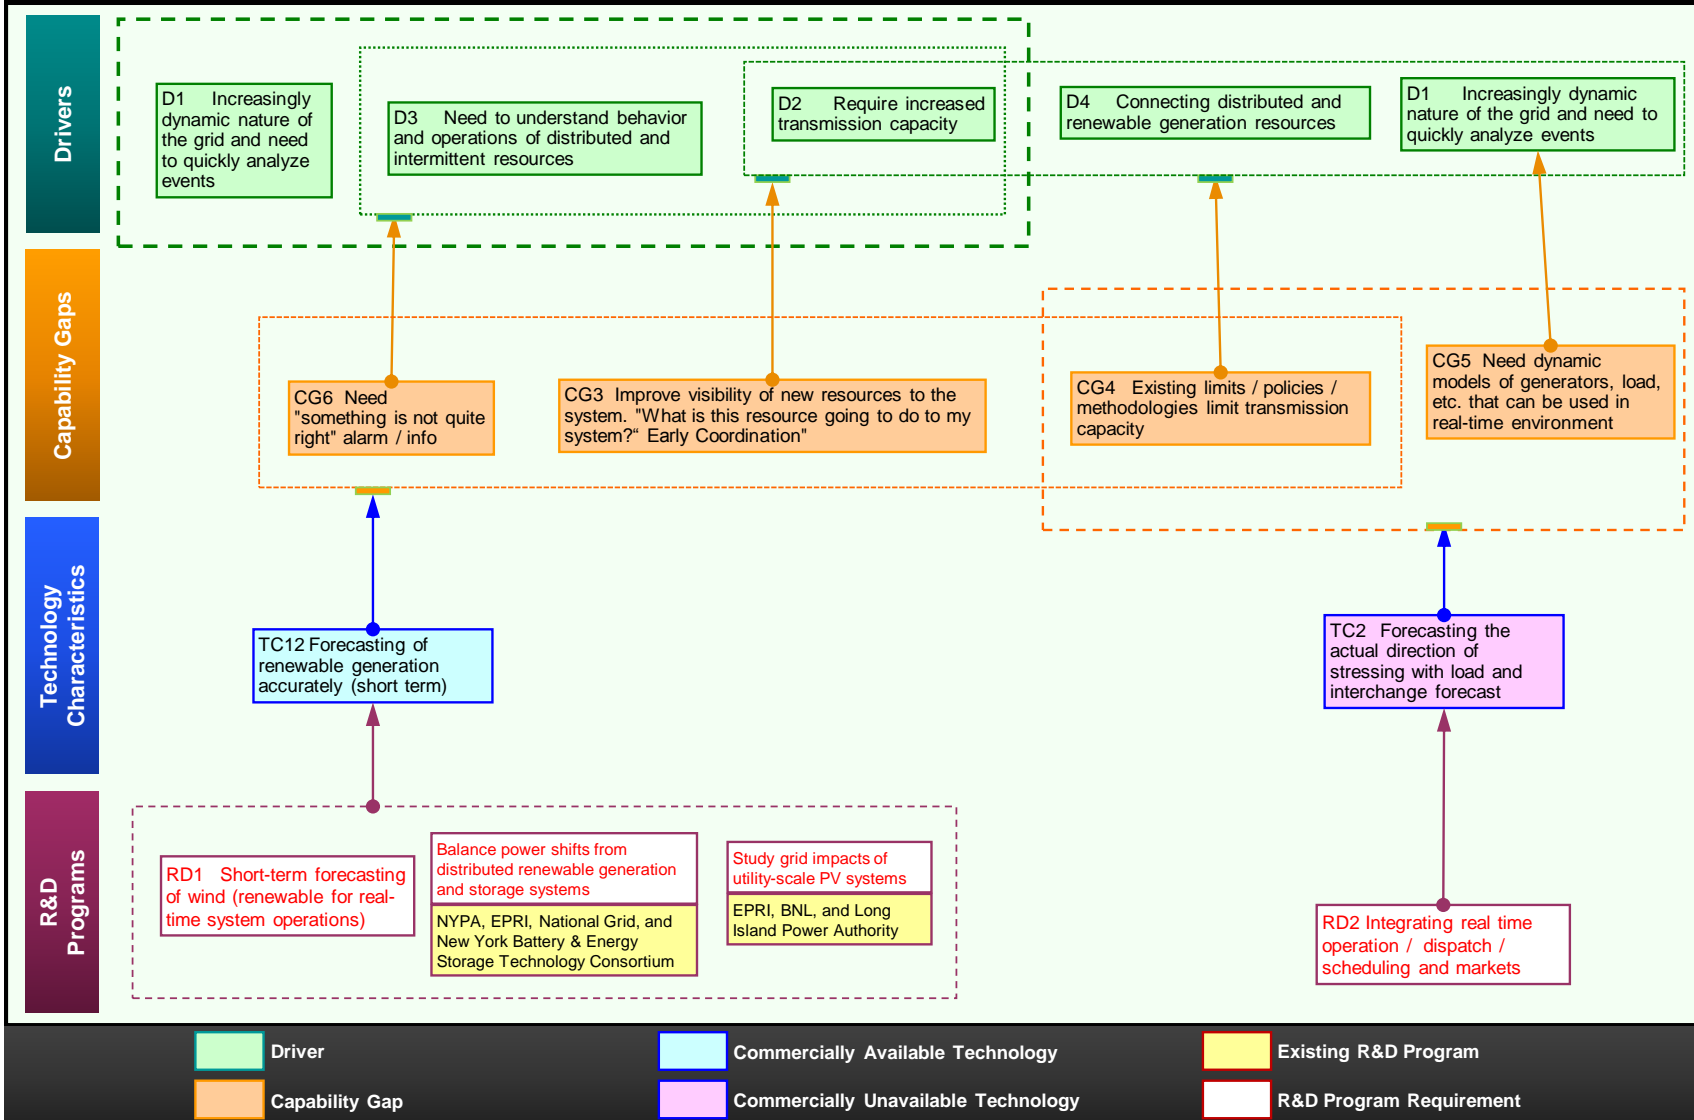 Drivers
D1 Increasingly
dynamic nature of
the grid and need
to quickly analyze
events
D3 Need to understand behavior
and operations of distributed and
intermittent resources
D2 Require increased
transmission capacity
D4 Connecting distributed and
renewable generation resources
D1 Increasingly dynamic
nature of the grid and need to
quickly analyze events
Capability Gaps
CG6 Need
"something is not quite
right" alarm / info
CG3 Improve visibility of new resources to the
system. "What is this resource going to do to my
system?“ Early Coordination"
CG4 Existing limits / policies /
methodologies limit transmission
capacity
CG5 Need dynamic
models of generators, load,
etc. that can be used in
real-time environment
Technology
Characteristics
TC12 Forecasting of
renewable generation
accurately (short term)
TC2 Forecasting the
actual direction of
stressing with load and
interchange forecast
R&D
Programs
RD1 Short-term forecasting
of wind (renewable for real-
time system operations)
Balance power shifts from
distributed renewable generation
and storage systems
NYPA, EPRI, National Grid, and
New York Battery & Energy
Storage Technology Consortium
Study grid impacts of
utility-scale PV systems
EPRI, BNL, and Long
Island Power Authority
RD2 Integrating real time
operation / dispatch /
scheduling and markets
Driver
Commercially Available Technology
Existing R&D Program
Capability Gap
Commercially Unavailable Technology
R&D Program Requirement